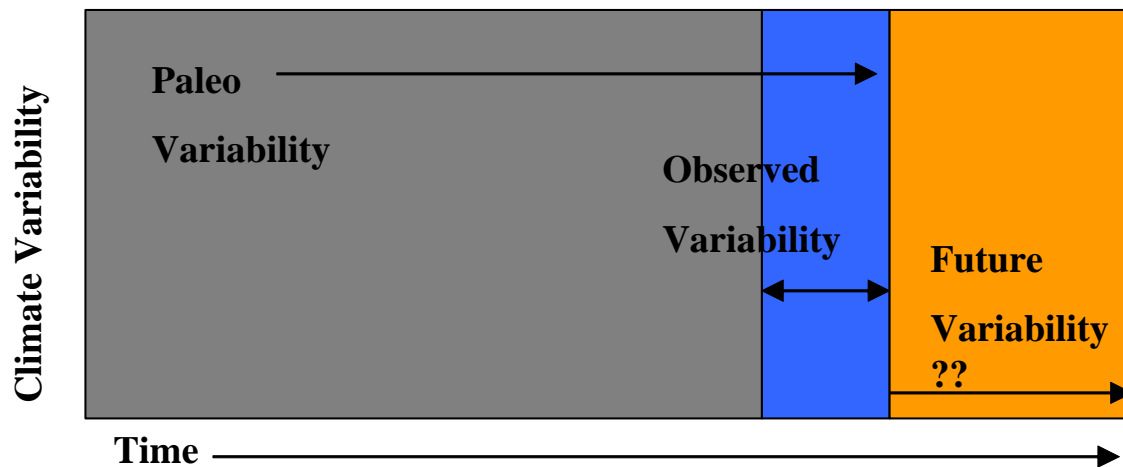 Climate Variability
Paleo
Variability
Observed
Variability
Future
Variability
??
Time